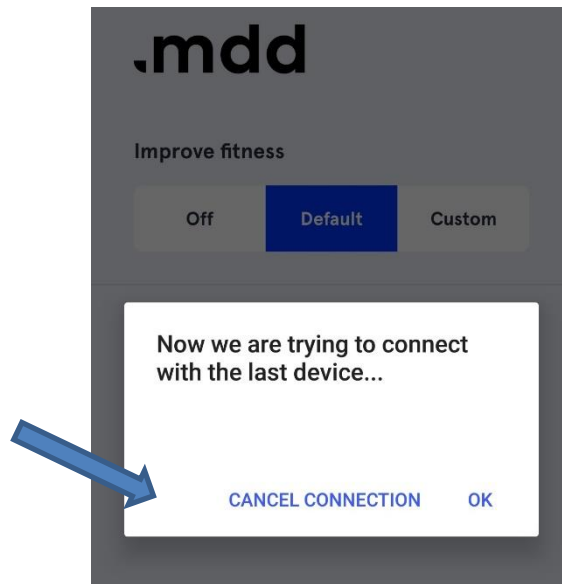 .mdd
Improve fitness
Off Default Custom
Now we are trying to connect
with the last device...
CANCEL CONNECTION OK